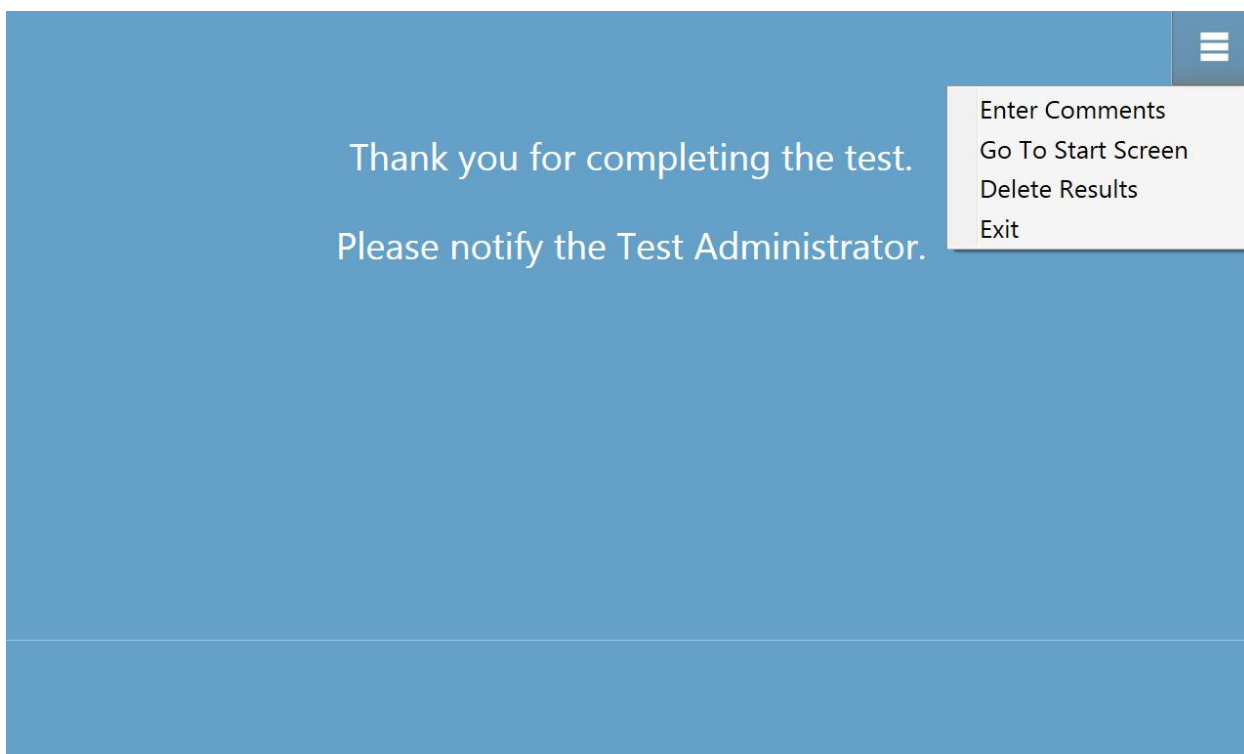 Thank you for completing the test.
Please notify the Test Administrator.
Enter Comments
Go To Start Screen
Delete Results
Exit